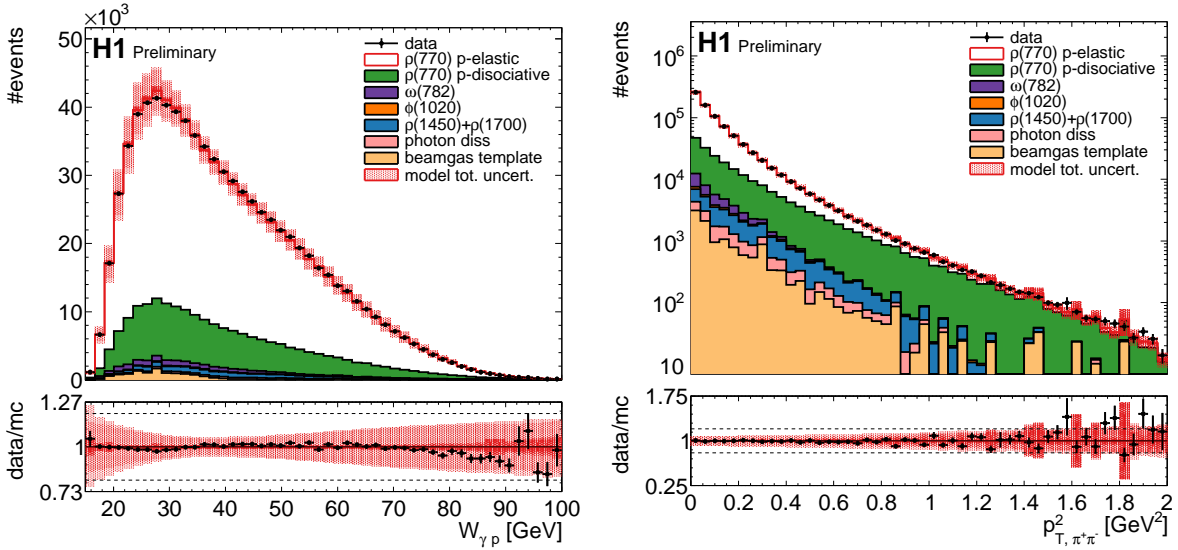 ×10³
H1 Preliminary
#events
50
40
30
20
10
0
data
ρ(770) p-elastic
ρ(770) p-disociative
ω(782)
ϕ(1020)
ρ(1450)+ρ(1700)
photon diss
beamgas template
model tot. uncert.
data/mc
1.27
1
0.73
20 30 40 50 60 70 80 90 100
W_γ p [GeV]
H1 Preliminary
#events
10⁶
10⁵
10⁴
10³
10²
10
data
ρ(770) p-elastic
ρ(770) p-disociative
ω(782)
ϕ(1020)
ρ(1450)+ρ(1700)
photon diss
beamgas template
model tot. uncert.
data/mc
1.75
1
0.25
0 0.2 0.4 0.6 0.8 1 1.2 1.4 1.6 1.8 2
p²_T, π⁺π⁻ [GeV²]